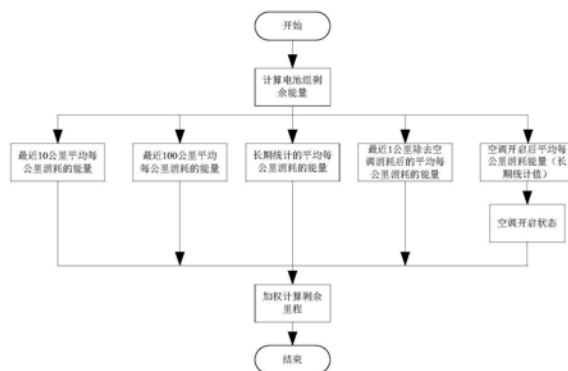 开始
计算电池组剩
余能量
最近10公里平均每
公里消耗的能量
最近100公里平均
每公里消耗的能量
长期统计的平均每
公里消耗的能量
最近1公里除去空
调消耗后的平均每
公里消耗的能量
空调开启后平均每
公里消耗能量（长
期统计值）
空调开启状态
加权计算剩余
里程
结束